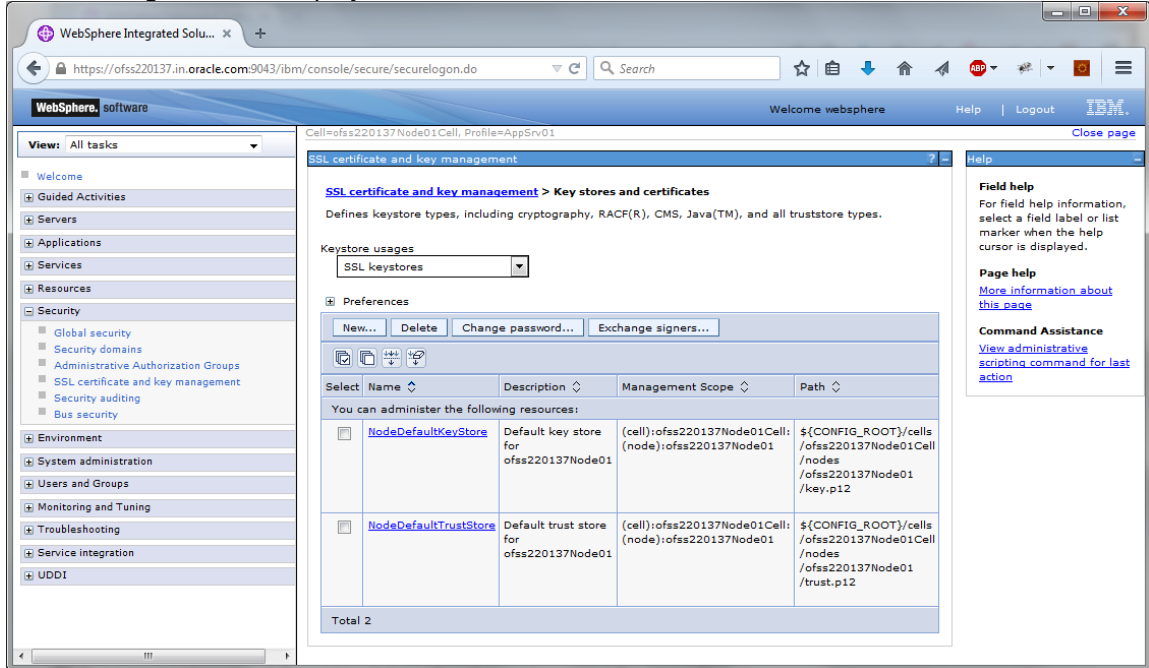 WebSphere Integrated Solu... × +
https://ofss220137.in.oracle.com:9043/ibm/console/secure/securelogon.do
Search
ABP
WebSphere. software
Welcome websphere
Help | Logout
IBM.
View: All tasks
Welcome
Guided Activities
Servers
Applications
Services
Resources
Security
Global security
Security domains
Administrative Authorization Groups
SSL certificate and key management
Security auditing
Bus security
Environment
System administration
Users and Groups
Monitoring and Tuning
Troubleshooting
Service integration
UDDI
Cell=ofss220137Node01Cell, Profile=AppSrv01
Close page
SSL certificate and key management
? –
SSL certificate and key management > Key stores and certificates
Defines keystore types, including cryptography, RACF(R), CMS, Java(TM), and all truststore types.
Keystore usages
SSL keystores
Preferences
New... Delete Change password... Exchange signers...
Select Name Description Management Scope Path
You can administer the following resources:
NodeDefaultKeyStore
Default key store
for
ofss220137Node01
(cell):ofss220137Node01Cell:
(node):ofss220137Node01
${CONFIG_ROOT}/cells
/ofss220137Node01Cell
/nodes
/ofss220137Node01
/key.p12
NodeDefaultTrustStore
Default trust store
for
ofss220137Node01
(cell):ofss220137Node01Cell:
(node):ofss220137Node01
${CONFIG_ROOT}/cells
/ofss220137Node01Cell
/nodes
/ofss220137Node01
/trust.p12
Total 2
Help –
Field help
For field help information,
select a field label or list
marker when the help
cursor is displayed.
Page help
More information about
this page
Command Assistance
View administrative
scripting command for last
action